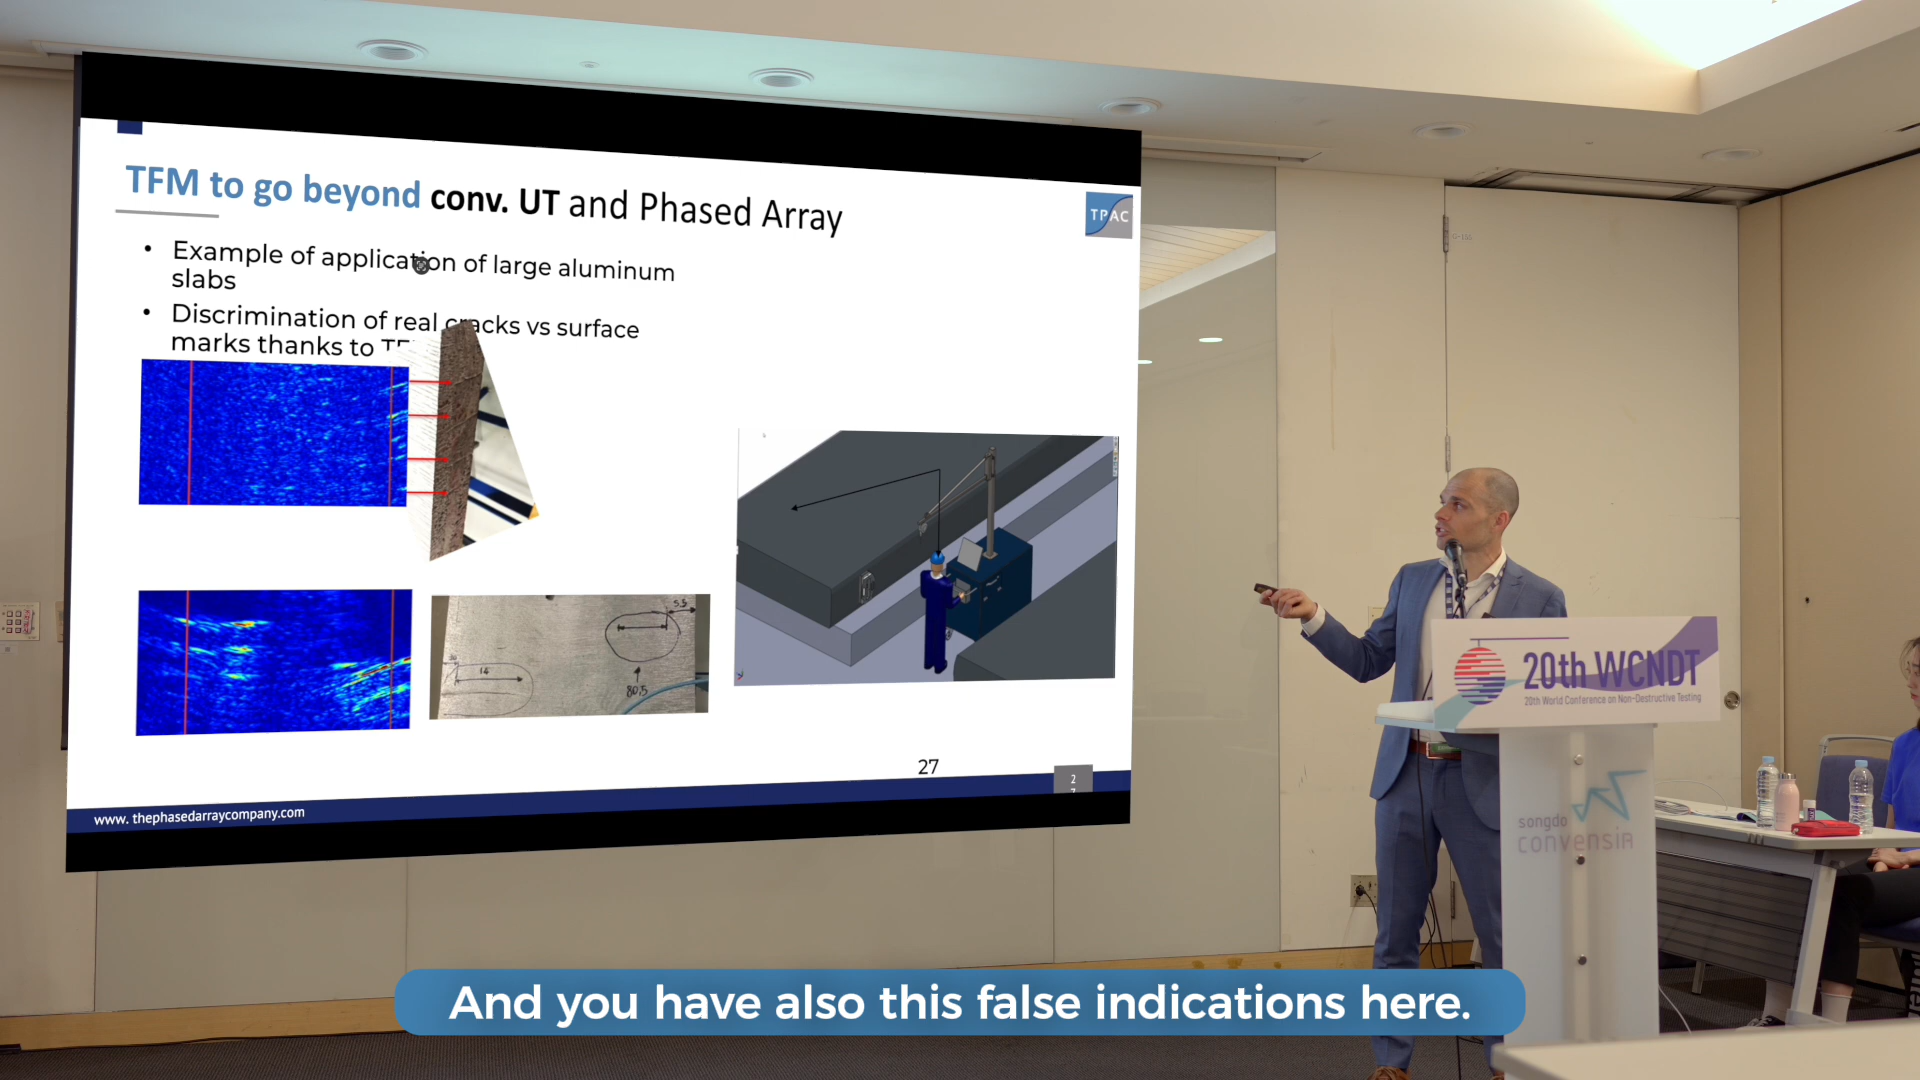 TFM to go beyond conv. UT and Phased Array
TPAC
• Example of application of large aluminum
slabs
• Discrimination of real cracks vs surface
marks thanks to
5.5
16
80,5
27
2
7
www. thephasedarraycompany.com
20th WCNDT
20th World Conference on Non-Destructive Testing
songdo
convensia
And you have also this false indications here.